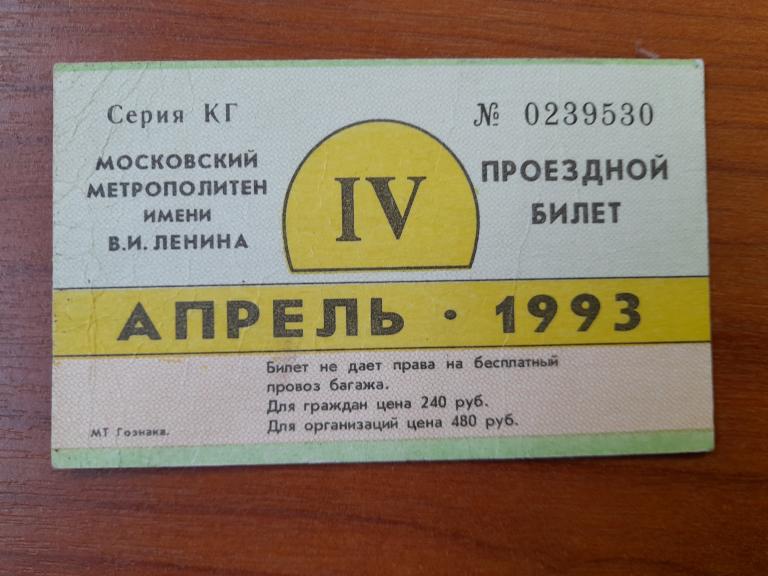 Серия КГ
№ 0239530
МОСКОВСКИЙ
МЕТРОПОЛИТЕН
ИМЕНИ
В.И. ЛЕНИНА
IV
ПРОЕЗДНОЙ
БИЛЕТ
АПРЕЛЬ · 1993
Билет не дает права на бесплатный
провоз багажа.
Для граждан цена 240 руб.
Для организаций цена 480 руб.
МТ Гознака.